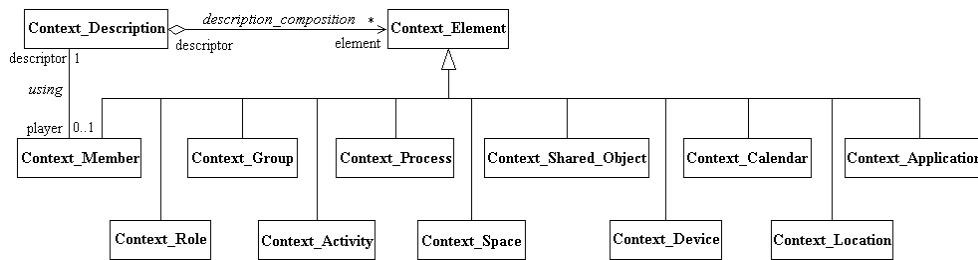 Context_Description
description_composition *
Context_Element
descriptor
element
descriptor 1
using
player 0..1
Context_Member
Context_Group
Context_Process
Context_Shared_Object
Context_Calendar
Context_Application
Context_Role
Context_Activity
Context_Space
Context_Device
Context_Location